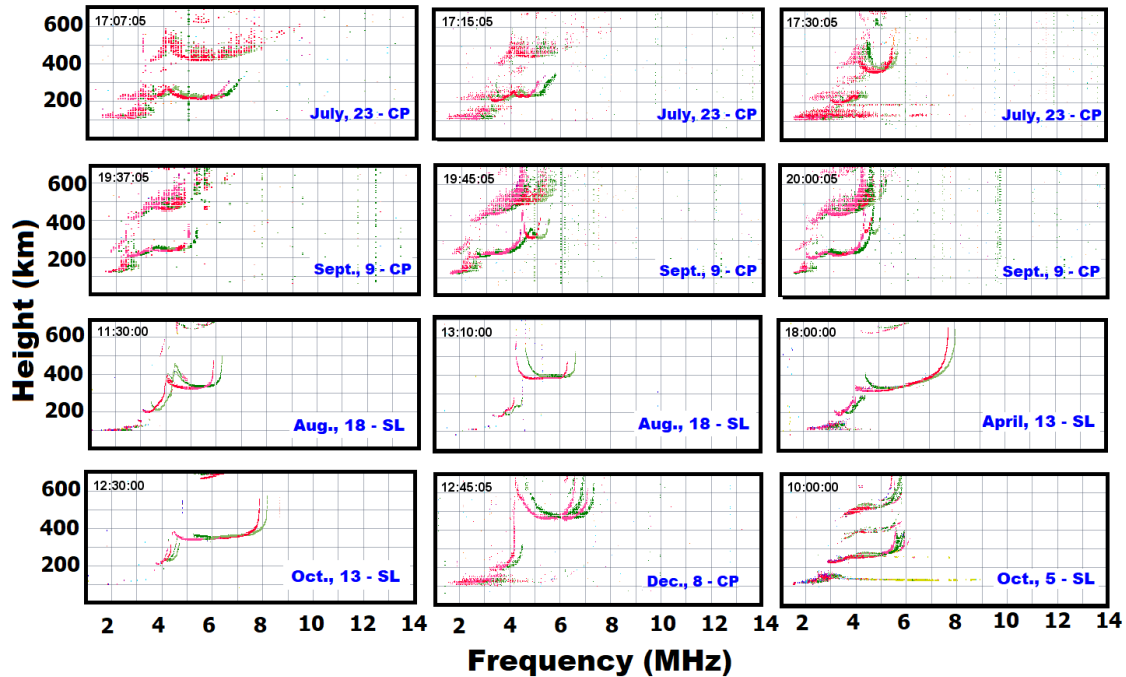 600
400
200
17:07:05
July, 23 - CP
17:15:05
July, 23 - CP
17:30:05
July, 23 - CP
600
400
200
19:37:05
Sept., 9 - CP
19:45:05
Sept., 9 - CP
20:00:05
Sept., 9 - CP
Height (km)
600
400
200
11:30:00
Aug., 18 - SL
13:10:00
Aug., 18 - SL
18:00:00
April, 13 - SL
600
400
200
12:30:00
Oct., 13 - SL
12:45:05
Dec., 8 - CP
10:00:00
Oct., 5 - SL
2 4 6 8 10 12 14
2 4 6 8 10 12 14
2 4 6 8 10 12 14
Frequency (MHz)